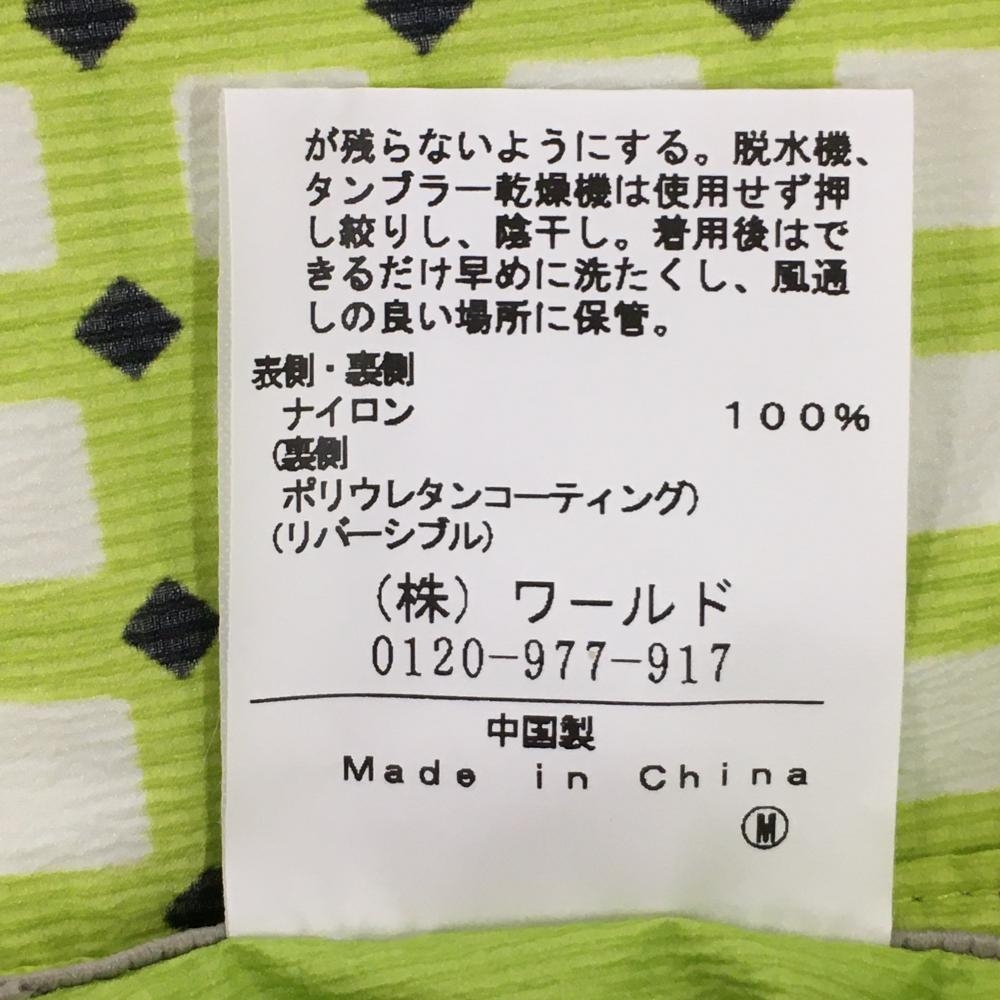 が残らないようにする。脱水機、
タンブラー乾燥機は使用せず押
し絞りし、陰干し。着用後はで
きるだけ早めに洗たくし、風通
しの良い場所に保管。
表側・裏側
ナイロン 100%
(裏側
ポリウレタンコーティング)
(リバーシブル)
(株) ワールド
0120-977-917
中国製
Made in China
Ⓜ